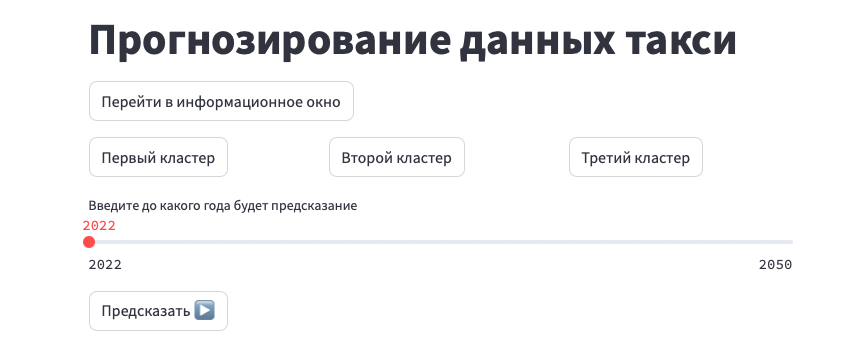 Прогнозирование данных такси
Перейти в информационное окно
Первый кластер
Второй кластер
Третий кластер
Введите до какого года будет предсказание
2022
2022
2050
Предсказать ▶️